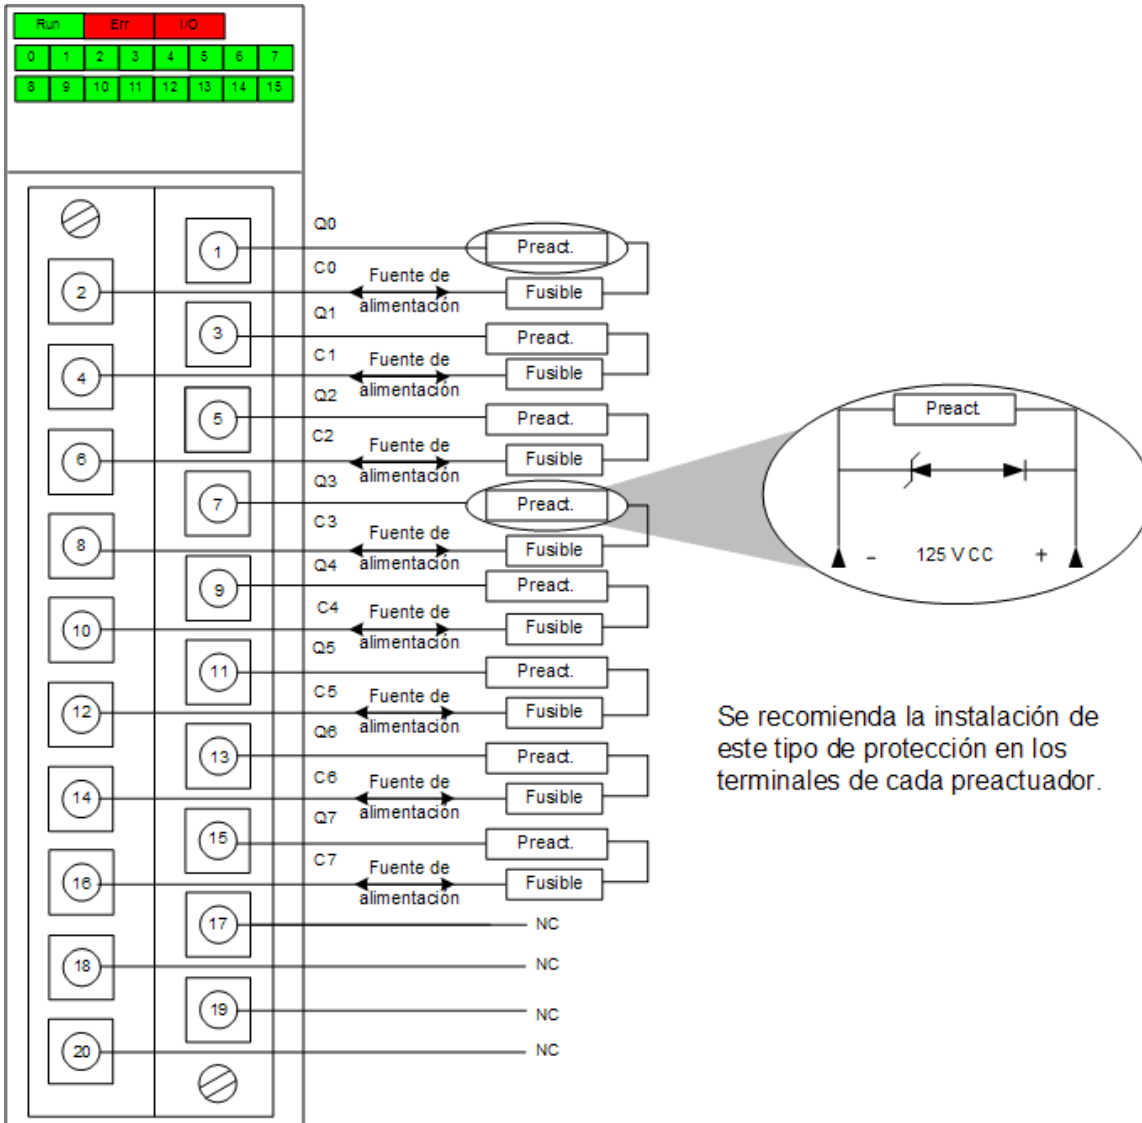 Run Err I/O
0 1 2 3 4 5 6 7
8 9 10 11 12 13 14 15
Q0
1 Preact.
C0
2 Fuente de alimentación Fusible
Q1
3 Preact.
C1
4 Fuente de alimentación Fusible
Q2
5 Preact.
C2
6 Fuente de alimentación Fusible
Q3
7 Preact.
C3
8 Fuente de alimentación Fusible
Q4
9 Preact.
C4
10 Fuente de alimentación Fusible
Q5
11 Preact.
C5
12 Fuente de alimentación Fusible
Q6
13 Preact.
C6
14 Fuente de alimentación Fusible
Q7
15 Preact.
C7
16 Fuente de alimentación Fusible
17 NC
18 NC
19 NC
20 NC
Preact.
- 125 V CC +
Se recomienda la instalación de
este tipo de protección en los
terminales de cada preactuador.